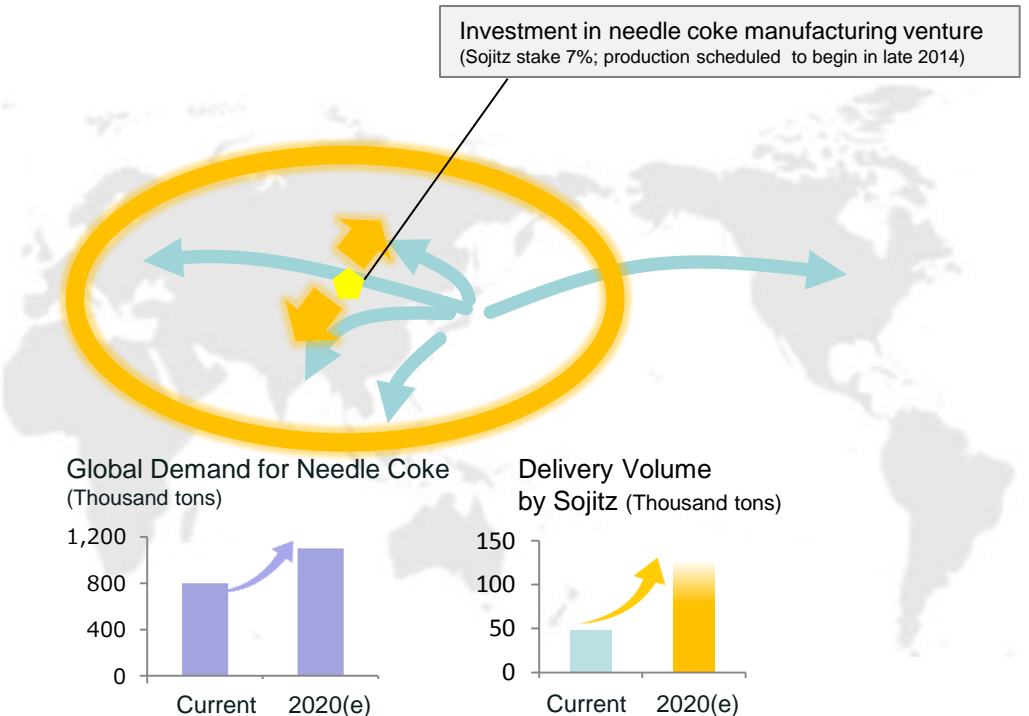 Investment in needle coke manufacturing venture
(Sojitz stake 7%; production scheduled to begin in late 2014)
Global Demand for Needle Coke
(Thousand tons)
1,200
800
400
0
Current 2020(e)
Delivery Volume
by Sojitz (Thousand tons)
150
100
50
0
Current 2020(e)